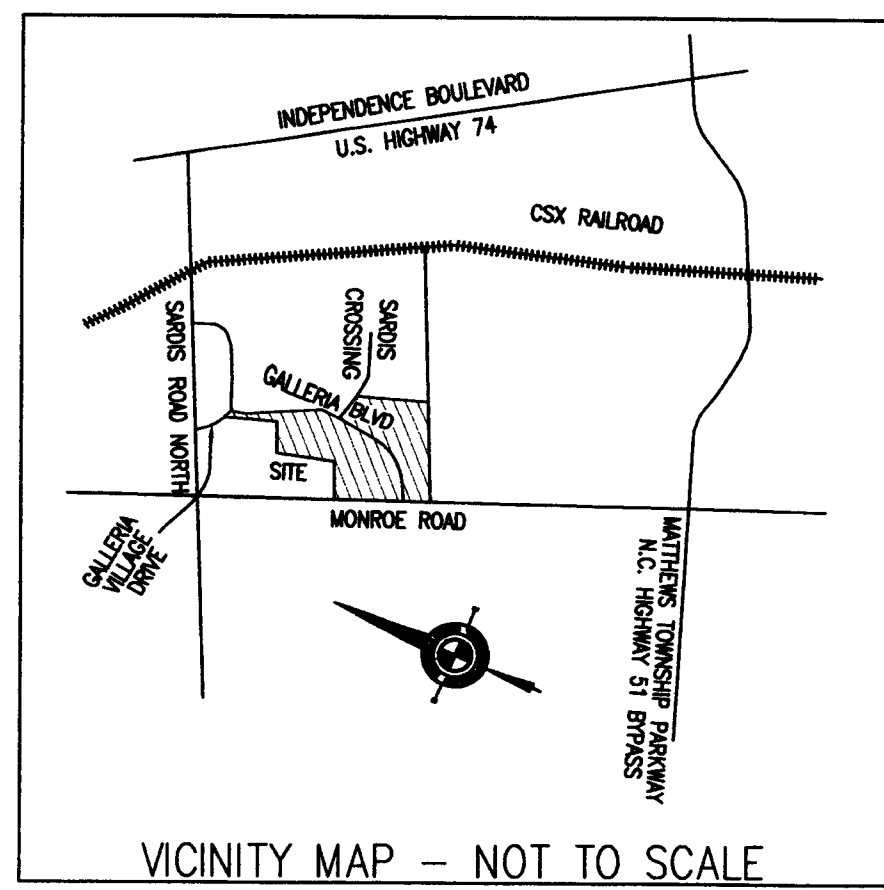 INDEPENDENCE BOULEVARD
U.S. HIGHWAY 74
CSX RAILROAD
SARDIS ROAD NORTH
SARDIS
CROSSING
GALLERIA BLVD
SITE
MONROE ROAD
GALLERIA
VILLAGE
DRIVE
MATTHEWS TOWNSHIP PARKWAY
N.C. HIGHWAY 51 BYPASS
VICINITY MAP – NOT TO SCALE